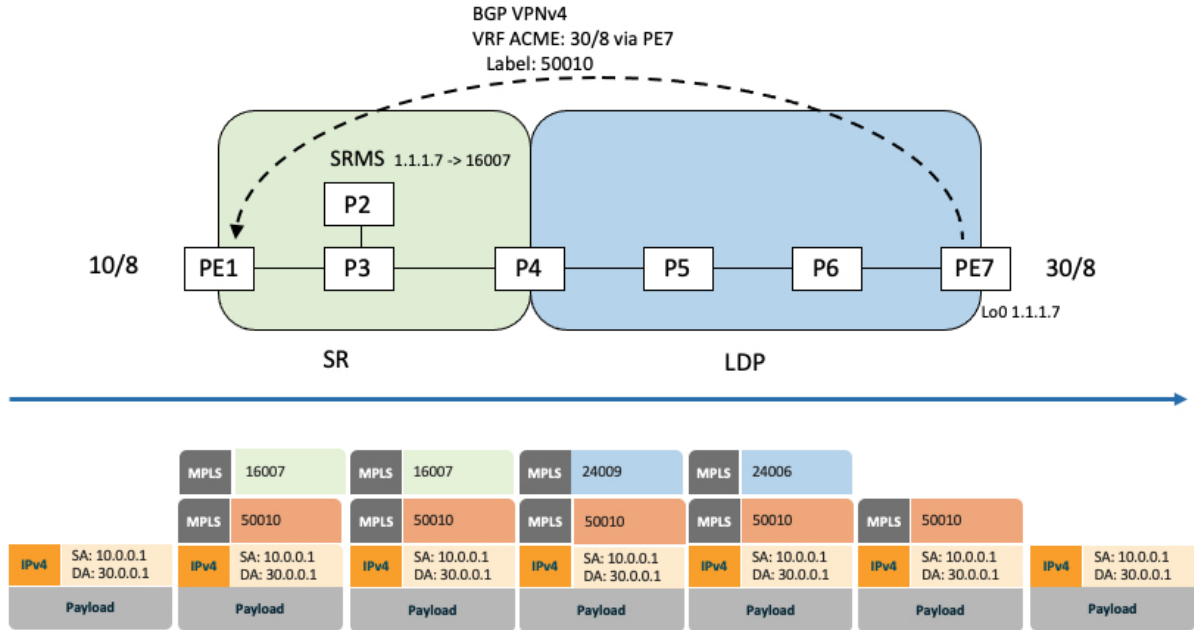 BGP VPNv4
VRF ACME: 30/8 via PE7
Label: 50010
SRMS 1.1.1.7 -> 16007
P2
10/8 PE1 P3 P4 P5 P6 PE7 30/8
Lo0 1.1.1.7
SR LDP
MPLS 16007 MPLS 16007 MPLS 24009 MPLS 24006
MPLS 50010 MPLS 50010 MPLS 50010 MPLS 50010 MPLS 50010
IPv4 SA: 10.0.0.1 DA: 30.0.0.1 IPv4 SA: 10.0.0.1 DA: 30.0.0.1 IPv4 SA: 10.0.0.1 DA: 30.0.0.1 IPv4 SA: 10.0.0.1 DA: 30.0.0.1 IPv4 SA: 10.0.0.1 DA: 30.0.0.1 IPv4 SA: 10.0.0.1 DA: 30.0.0.1 IPv4 SA: 10.0.0.1 DA: 30.0.0.1
Payload Payload Payload Payload Payload Payload Payload